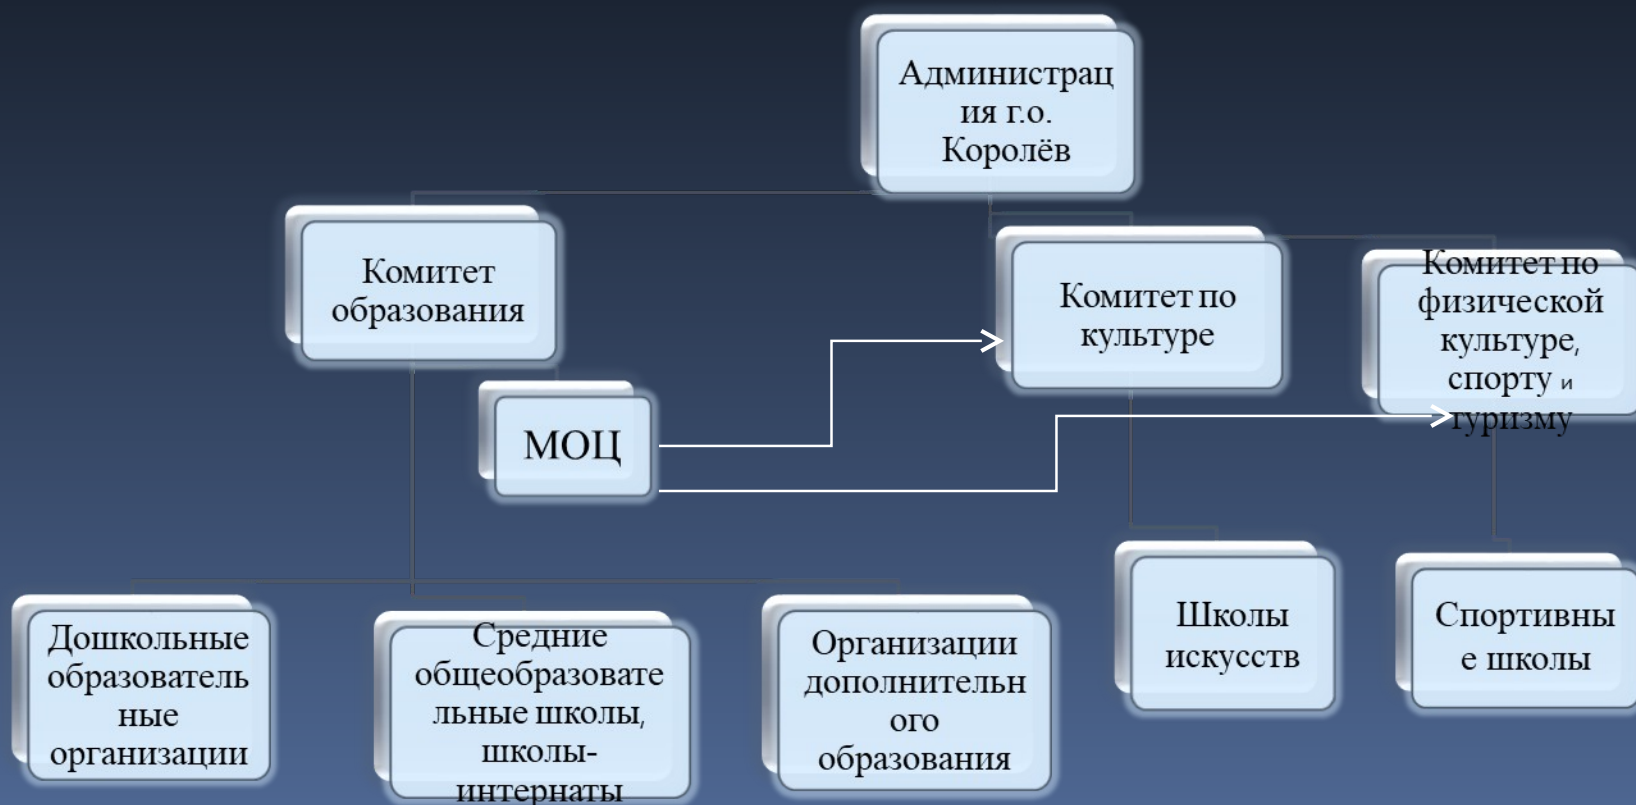 Администрац
ия г.о.
Королёв
Комитет
образования
Комитет по
культуре
Комитет по
физической
культуре,
спорту и
туризму
МОЦ
Школы
искусств
Спортивны
е школы
Дошкольные
образователь
ные
организации
Средние
общеобразовате
льные школы,
школы-
интернаты
Организации
дополнительн
ого
образования